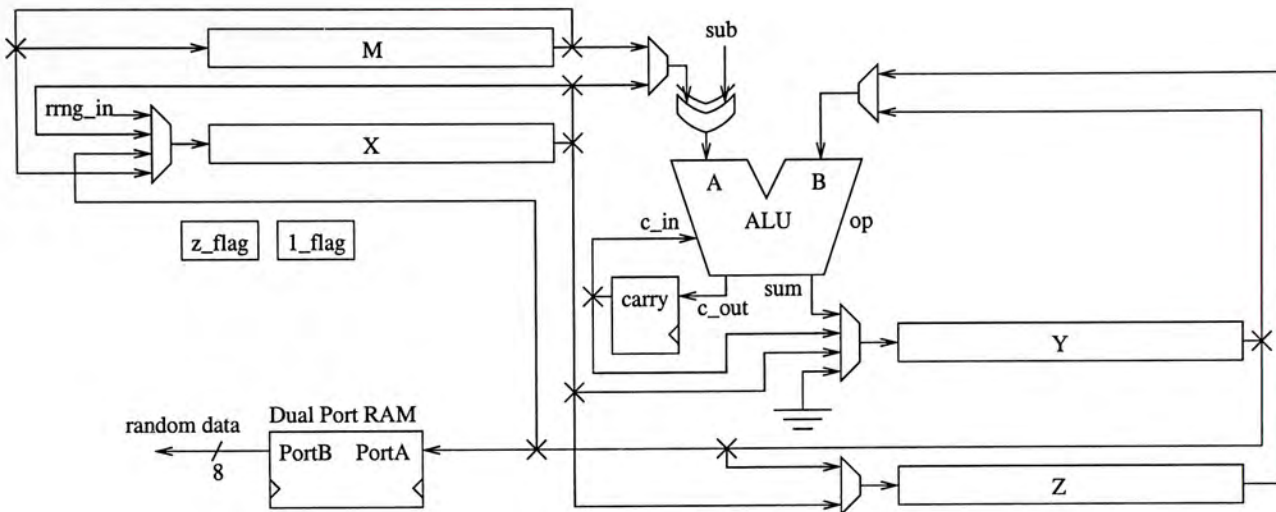 M
sub
rrng_in
X
A
B
c_in
ALU
op
z_flag
1_flag
carry
sum
c_out
Y
Dual Port RAM
random data
PortB
PortA
8
Z